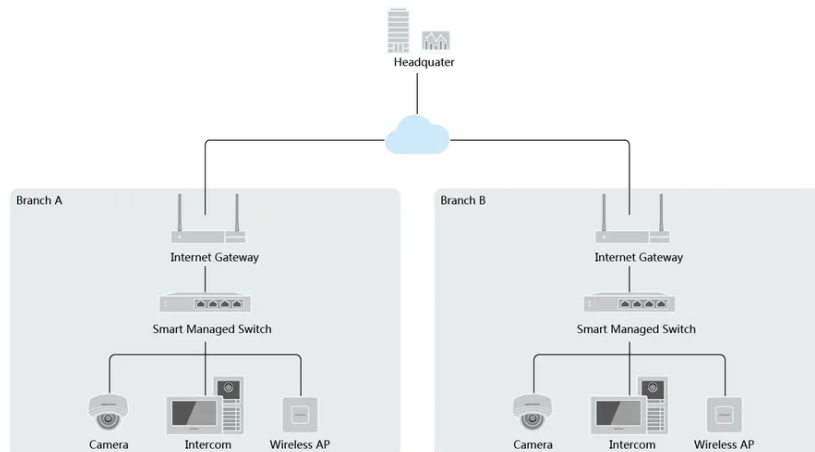 Headquater
Branch A
Branch B
Internet Gateway
Internet Gateway
Smart Managed Switch
Smart Managed Switch
Camera
Intercom
Wireless AP
Camera
Intercom
Wireless AP